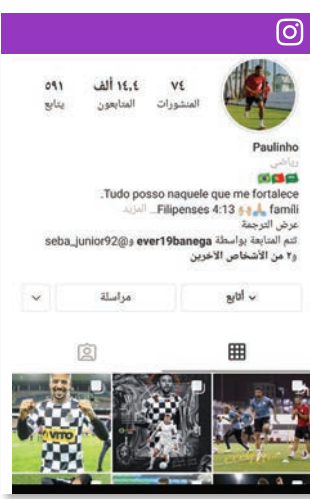 ٧٤ ١٤,٤ ألف ٥٩١
المنشورات المتابعون يتابع
Paulinho
رياضي
.Tudo posso naquele que me fortalece
Filipenses 4:13 🙌🏼🙏🏼 famíli... المزيد
عرض الترجمة
تتم المتابعة بواسطة ever19banega و@seba_junior92
و٢ من الأشخاص الآخرين
أتابع مراسلة
VITO